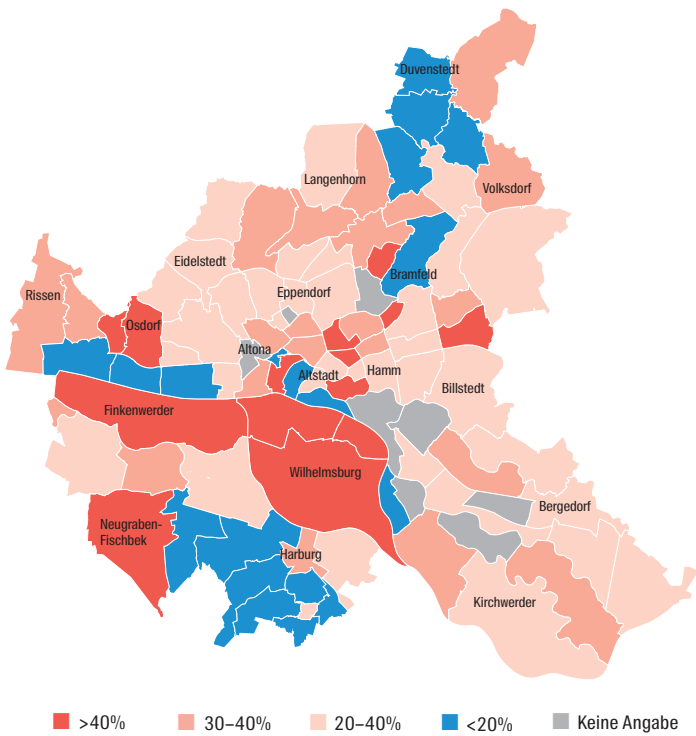 Duvenstedt
Langenhorn
Volksdorf
Eidelstedt
Bramfeld
Rissen
Eppendorf
Osdorf
Altona
Altstadt
Hamm
Billstedt
Finkenwerder
Wilhelmsburg
Neugraben-
Fischbek
Bergedorf
Harburg
Kirchwerder
>40%
30–40%
20–40%
<20%
Keine Angabe